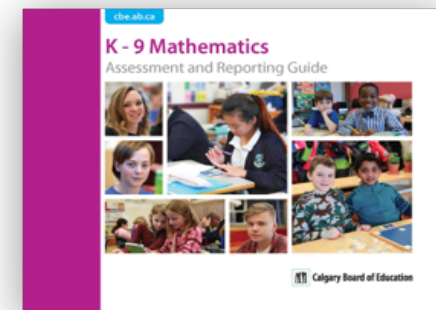 cbe.ab.ca
K - 9 Mathematics
Assessment and Reporting Guide
Calgary Board of Education